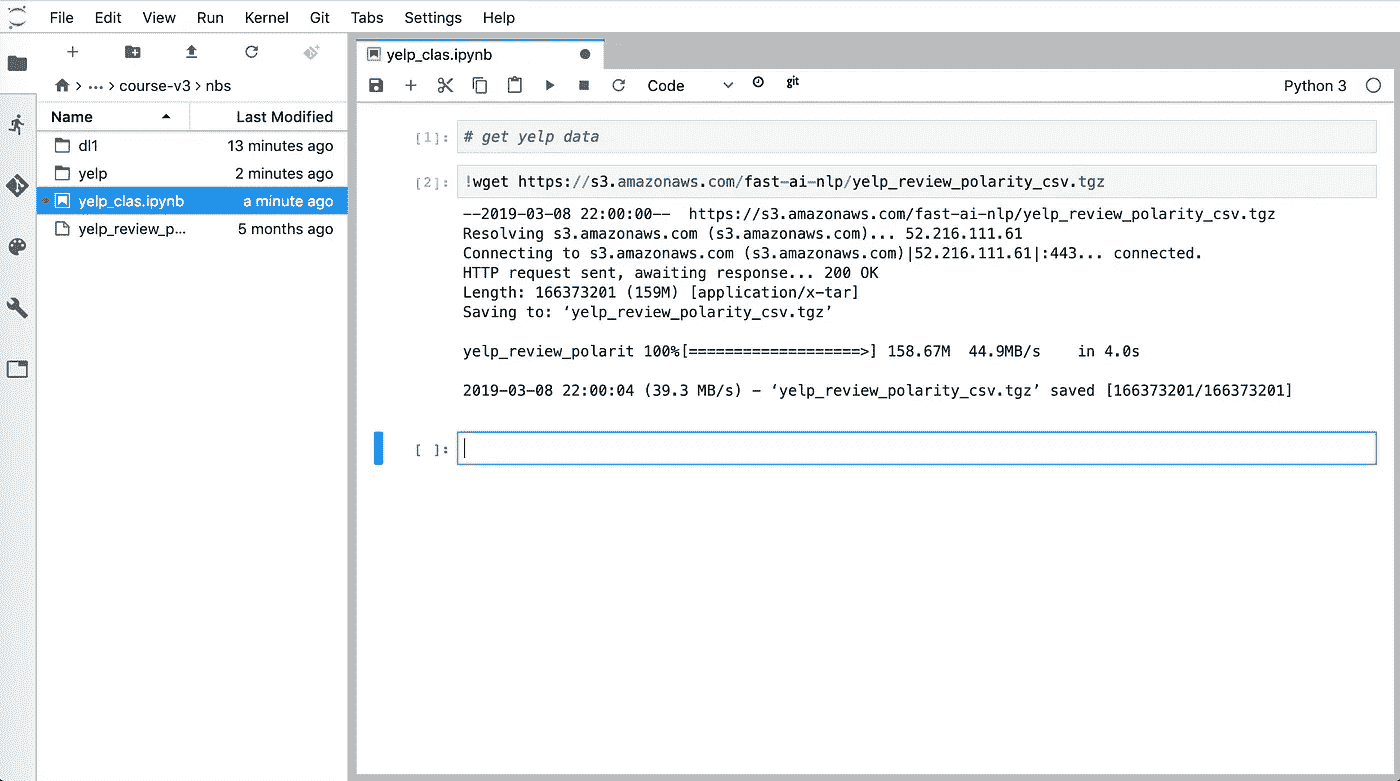 File Edit View Run Kernel Git Tabs Settings Help
… > course-v3 > nbs
Name Last Modified
dl1 13 minutes ago
yelp 2 minutes ago
yelp_clas.ipynb a minute ago
yelp_review_p... 5 months ago
yelp_clas.ipynb
Code git Python 3
[1]: # get yelp data
[2]: !wget https://s3.amazonaws.com/fast-ai-nlp/yelp_review_polarity_csv.tgz
--2019-03-08 22:00:00-- https://s3.amazonaws.com/fast-ai-nlp/yelp_review_polarity_csv.tgz
Resolving s3.amazonaws.com (s3.amazonaws.com)... 52.216.111.61
Connecting to s3.amazonaws.com (s3.amazonaws.com)|52.216.111.61|:443... connected.
HTTP request sent, awaiting response... 200 OK
Length: 166373201 (159M) [application/x-tar]
Saving to: ‘yelp_review_polarity_csv.tgz’
yelp_review_polarit 100%[===================>] 158.67M 44.9MB/s in 4.0s
2019-03-08 22:00:04 (39.3 MB/s) - ‘yelp_review_polarity_csv.tgz’ saved [166373201/166373201]
[ ]: